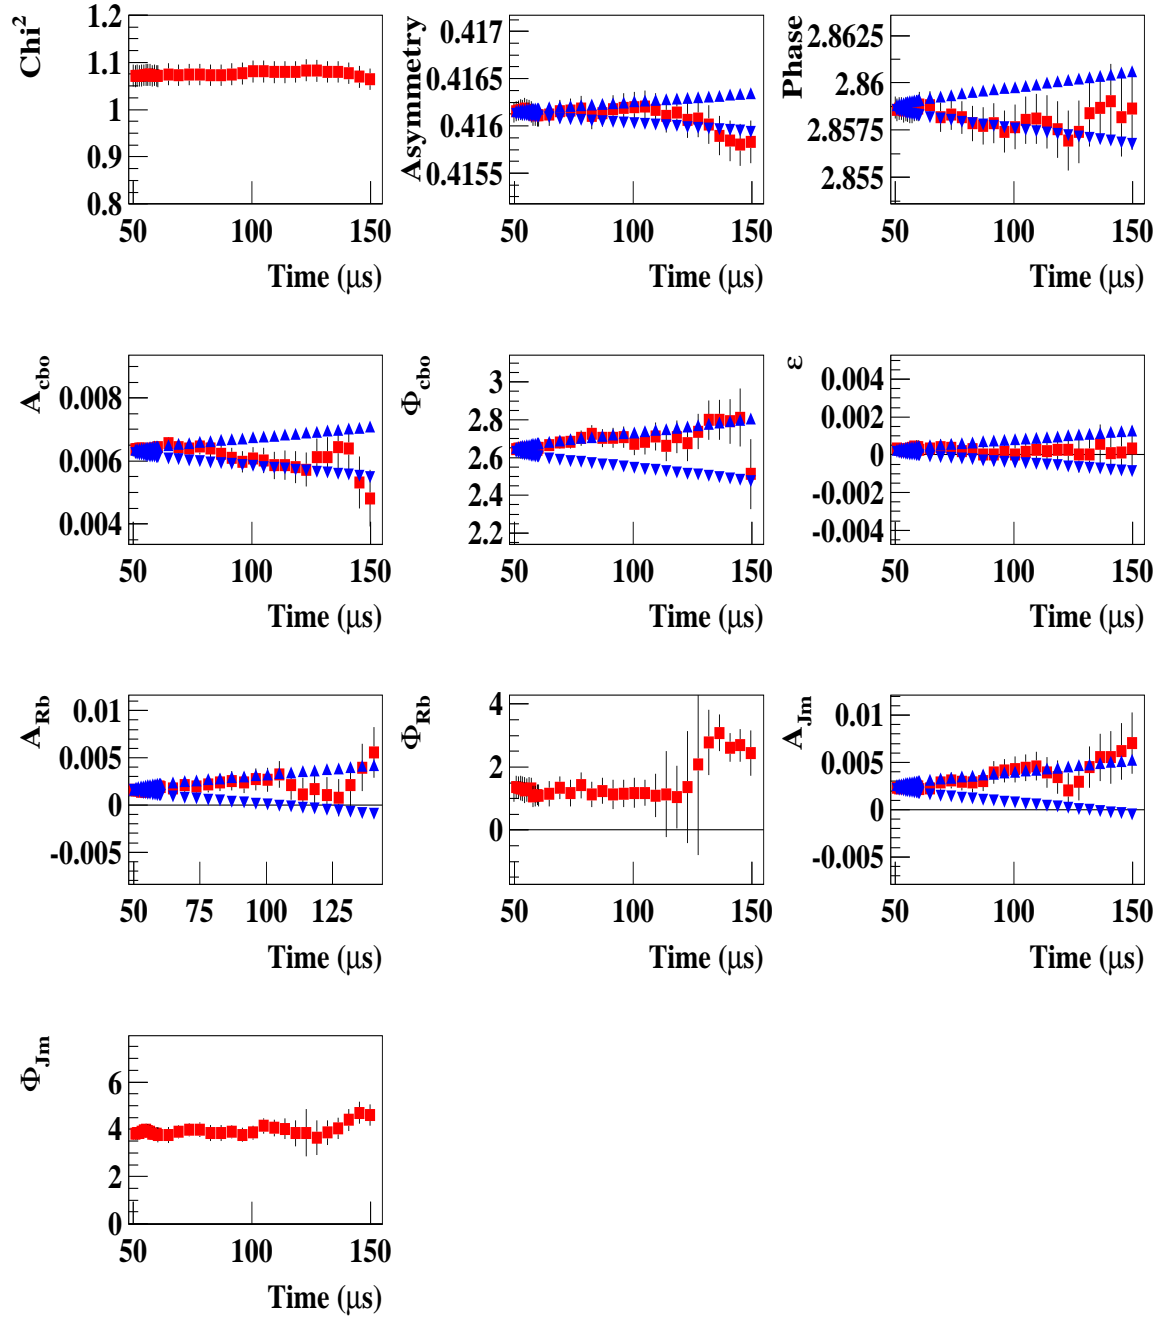 Chi²
1.2
1.1
1
0.9
0.8
50 100 150
Time (μs)
Asymmetry
0.417
0.4165
0.416
0.4155
50 100 150
Time (μs)
Phase
2.8625
2.86
2.8575
2.855
50 100 150
Time (μs)
A_cbo
0.008
0.006
0.004
50 100 150
Time (μs)
Φ_cbo
3
2.8
2.6
2.4
2.2
50 100 150
Time (μs)
ε
0.004
0.002
0
-0.002
-0.004
50 100 150
Time (μs)
A_Rb
0.01
0.005
0
-0.005
50 75 100 125
Time (μs)
Φ_Rb
4
2
0
50 100 150
Time (μs)
A_Jm
0.01
0.005
0
-0.005
50 100 150
Time (μs)
Φ_Jm
6
4
2
0
50 100 150
Time (μs)